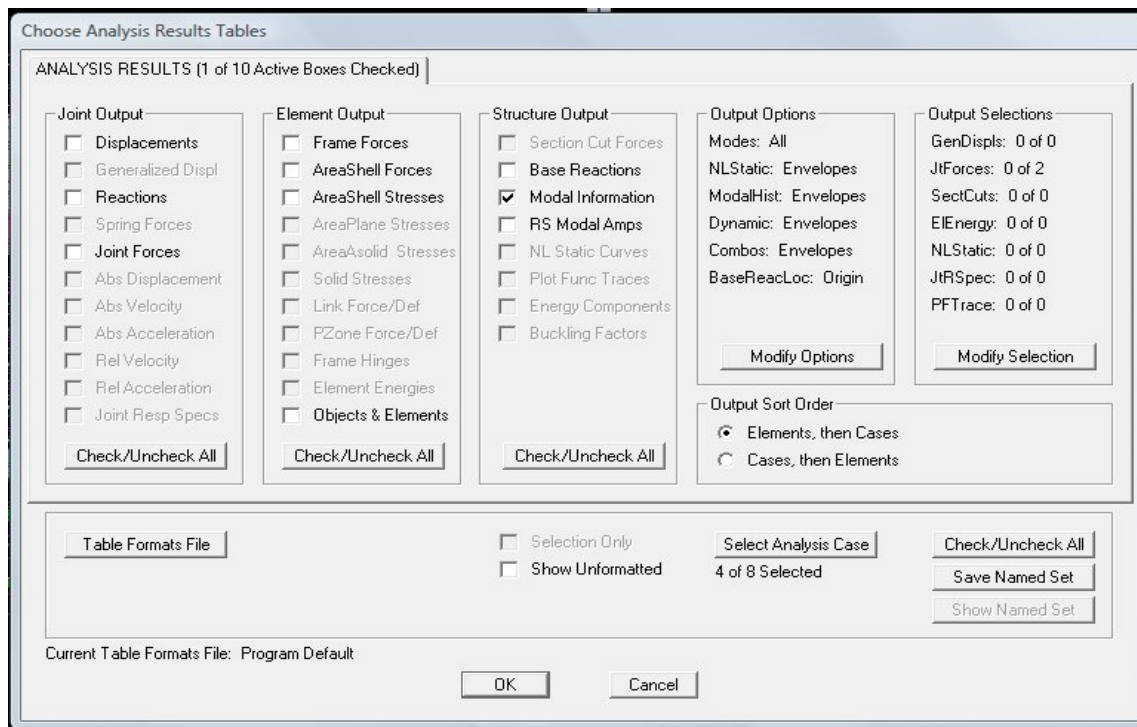 Choose Analysis Results Tables
ANALYSIS RESULTS (1 of 10 Active Boxes Checked)
Joint Output
Displacements
Generalized Displ
Reactions
Spring Forces
Joint Forces
Abs Displacement
Abs Velocity
Abs Acceleration
Rel Velocity
Rel Acceleration
Joint Resp Specs
Check/Uncheck All
Element Output
Frame Forces
AreaShell Forces
AreaShell Stresses
AreaPlane Stresses
AreaAsolid Stresses
Solid Stresses
Link Force/Def
PZone Force/Def
Frame Hinges
Element Energies
Objects & Elements
Check/Uncheck All
Structure Output
Section Cut Forces
Base Reactions
Modal Information
RS Modal Amps
NL Static Curves
Plot Func Traces
Energy Components
Buckling Factors
Check/Uncheck All
Output Options
Modes: All
NLStatic: Envelopes
ModalHist: Envelopes
Dynamic: Envelopes
Combos: Envelopes
BaseReacLoc: Origin
Modify Options
Output Selections
GenDispls: 0 of 0
JtForces: 0 of 2
SectCuts: 0 of 0
ElEnergy: 0 of 0
NLStatic: 0 of 0
JtRSpec: 0 of 0
PFTrace: 0 of 0
Modify Selection
Output Sort Order
Elements, then Cases
Cases, then Elements
Table Formats File
Selection Only
Show Unformatted
Select Analysis Case
4 of 8 Selected
Check/Uncheck All
Save Named Set
Show Named Set
Current Table Formats File: Program Default
OK
Cancel